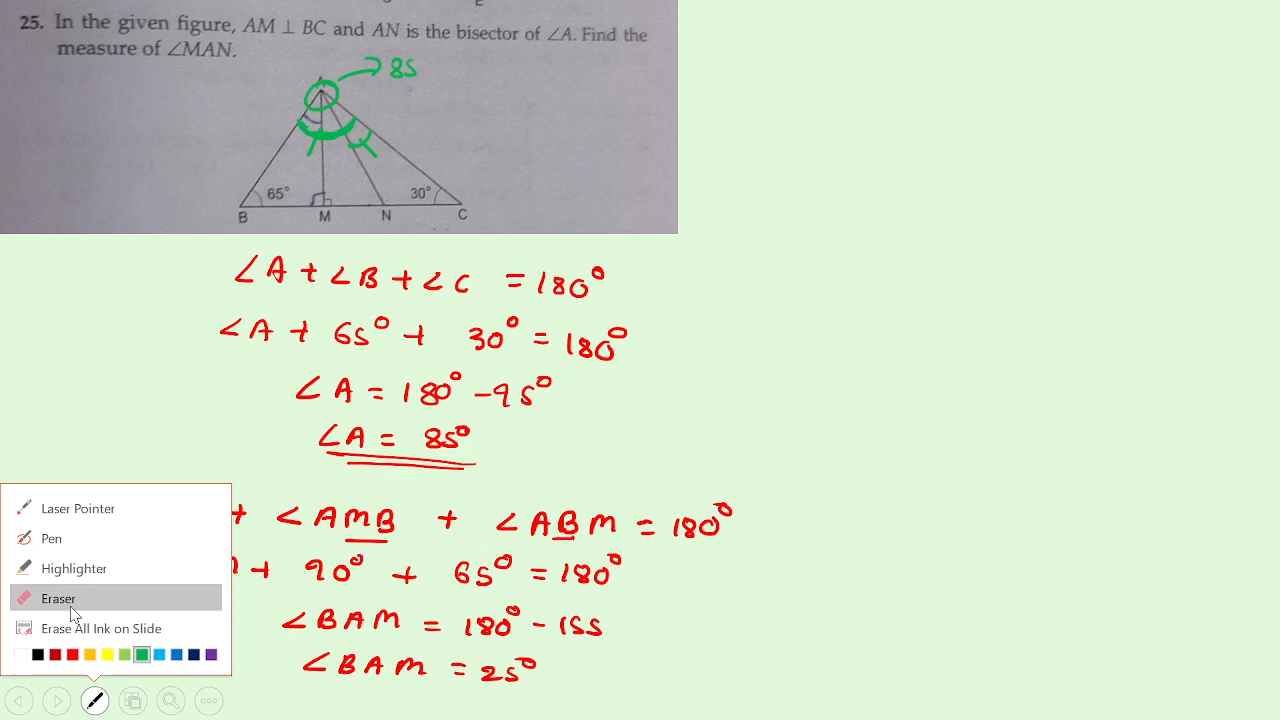 E
25. In the given figure, AM ⊥ BC and AN is the bisector of ∠A. Find the
measure of ∠MAN.
85
65°
30°
B
M
N
C
∠A + ∠B + ∠C = 180°
∠A + 65° + 30° = 180°
∠A = 180° - 95°
∠A = 85°
+ ∠AMB + ∠ABM = 180°
+ 90° + 65° = 180°
∠BAM = 180° - 155
∠BAM = 25°
Laser Pointer
Pen
Highlighter
Eraser
Erase All Ink on Slide